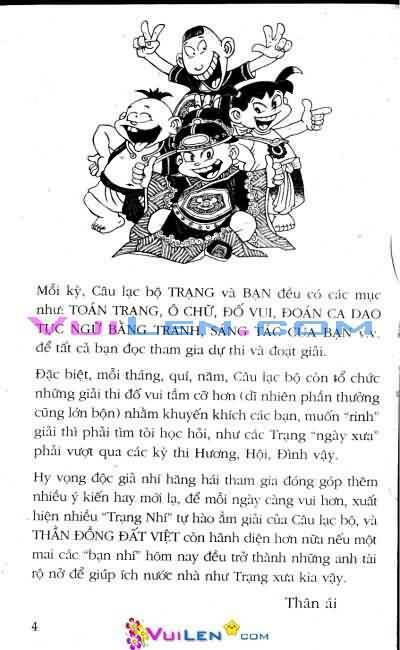 Mỗi kỳ, Câu lạc bộ TRẠNG và BẠN đều có các mục
như: TOÁN TRẠNG, Ô CHỮ, ĐỐ VUI, ĐOÁN CA DAO
TỤC NGỮ BẰNG TRANH, SÁNG TÁC CỦA BẠN v.v.
để tất cả bạn đọc tham gia dự thi và đoạt giải.
Đặc biệt, mỗi tháng, quí, năm, Câu lạc bộ còn tổ chức
những giải thi đố vui tầm cỡ hơn (dĩ nhiên phần thưởng
cũng lớn bộn) nhằm khuyến khích các bạn, muốn "rinh"
giải thì phải tìm tòi học hỏi, như các Trạng "ngày xưa"
phải vượt qua các kỳ thi Hương, Hội, Đình vậy.
Hy vọng độc giả nhí hăng hái tham gia đóng góp thêm
nhiều ý kiến hay mới lạ, để mỗi ngày càng vui hơn, xuất
hiện nhiều "Trạng Nhí" tự hào ẵm giải của Câu lạc bộ, và
THẦN ĐỒNG ĐẤT VIỆT còn hãnh diện hơn nữa nếu một
mai các "bạn nhí" hôm nay đều trở thành những anh tài
rộ nở để giúp ích nước nhà như Trạng xưa kia vậy.
Thân ái
4
VUILEN.COM
VUILEN COM